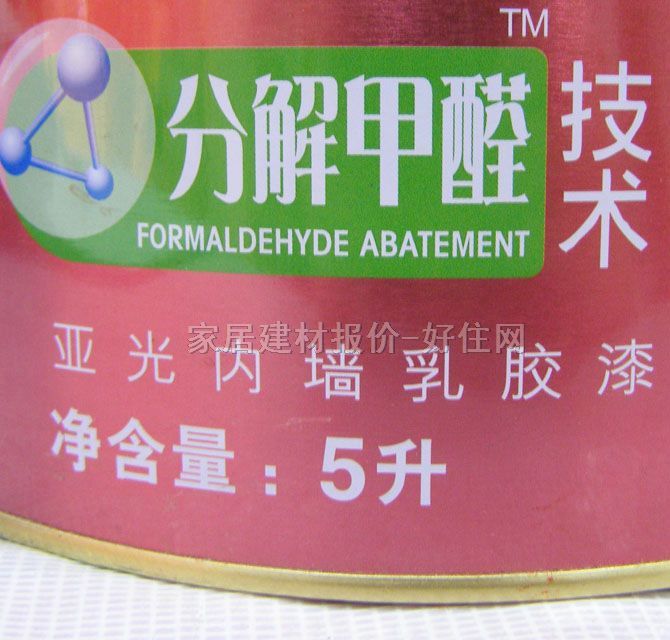 TM
分解甲醛技术
FORMALDEHYDE ABATEMENT
家居建材报价-好住网
亚光内墙乳胶漆
净含量：5升